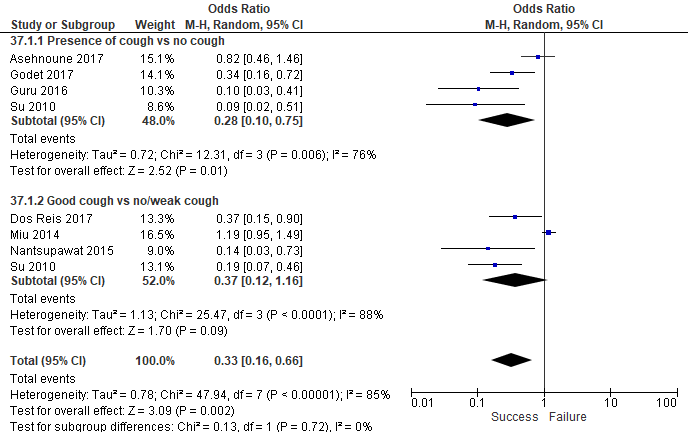 Odds Ratio Odds Ratio
Study or Subgroup Weight M-H, Random, 95% CI M-H, Random, 95% CI
37.1.1 Presence of cough vs no cough
Asehnoune 2017 15.1% 0.82 [0.46, 1.46]
Godet 2017 14.1% 0.34 [0.16, 0.72]
Guru 2016 10.3% 0.10 [0.03, 0.41]
Su 2010 8.6% 0.09 [0.02, 0.51]
Subtotal (95% CI) 48.0% 0.28 [0.10, 0.75]
Total events
Heterogeneity: Tau² = 0.72; Chi² = 12.31, df = 3 (P = 0.006); I² = 76%
Test for overall effect: Z = 2.52 (P = 0.01)
37.1.2 Good cough vs no/weak cough
Dos Reis 2017 13.3% 0.37 [0.15, 0.90]
Miu 2014 16.5% 1.19 [0.95, 1.49]
Nantsupawat 2015 9.0% 0.14 [0.03, 0.73]
Su 2010 13.1% 0.19 [0.07, 0.46]
Subtotal (95% CI) 52.0% 0.37 [0.12, 1.16]
Total events
Heterogeneity: Tau² = 1.13; Chi² = 25.47, df = 3 (P < 0.0001); I² = 88%
Test for overall effect: Z = 1.70 (P = 0.09)
Total (95% CI) 100.0% 0.33 [0.16, 0.66]
Total events
Heterogeneity: Tau² = 0.78; Chi² = 47.94, df = 7 (P < 0.00001); I² = 85%
Test for overall effect: Z = 3.09 (P = 0.002)
Test for subgroup differences: Chi² = 0.13, df = 1 (P = 0.72), I² = 0%
0.01 0.1 1 10 100
Success Failure